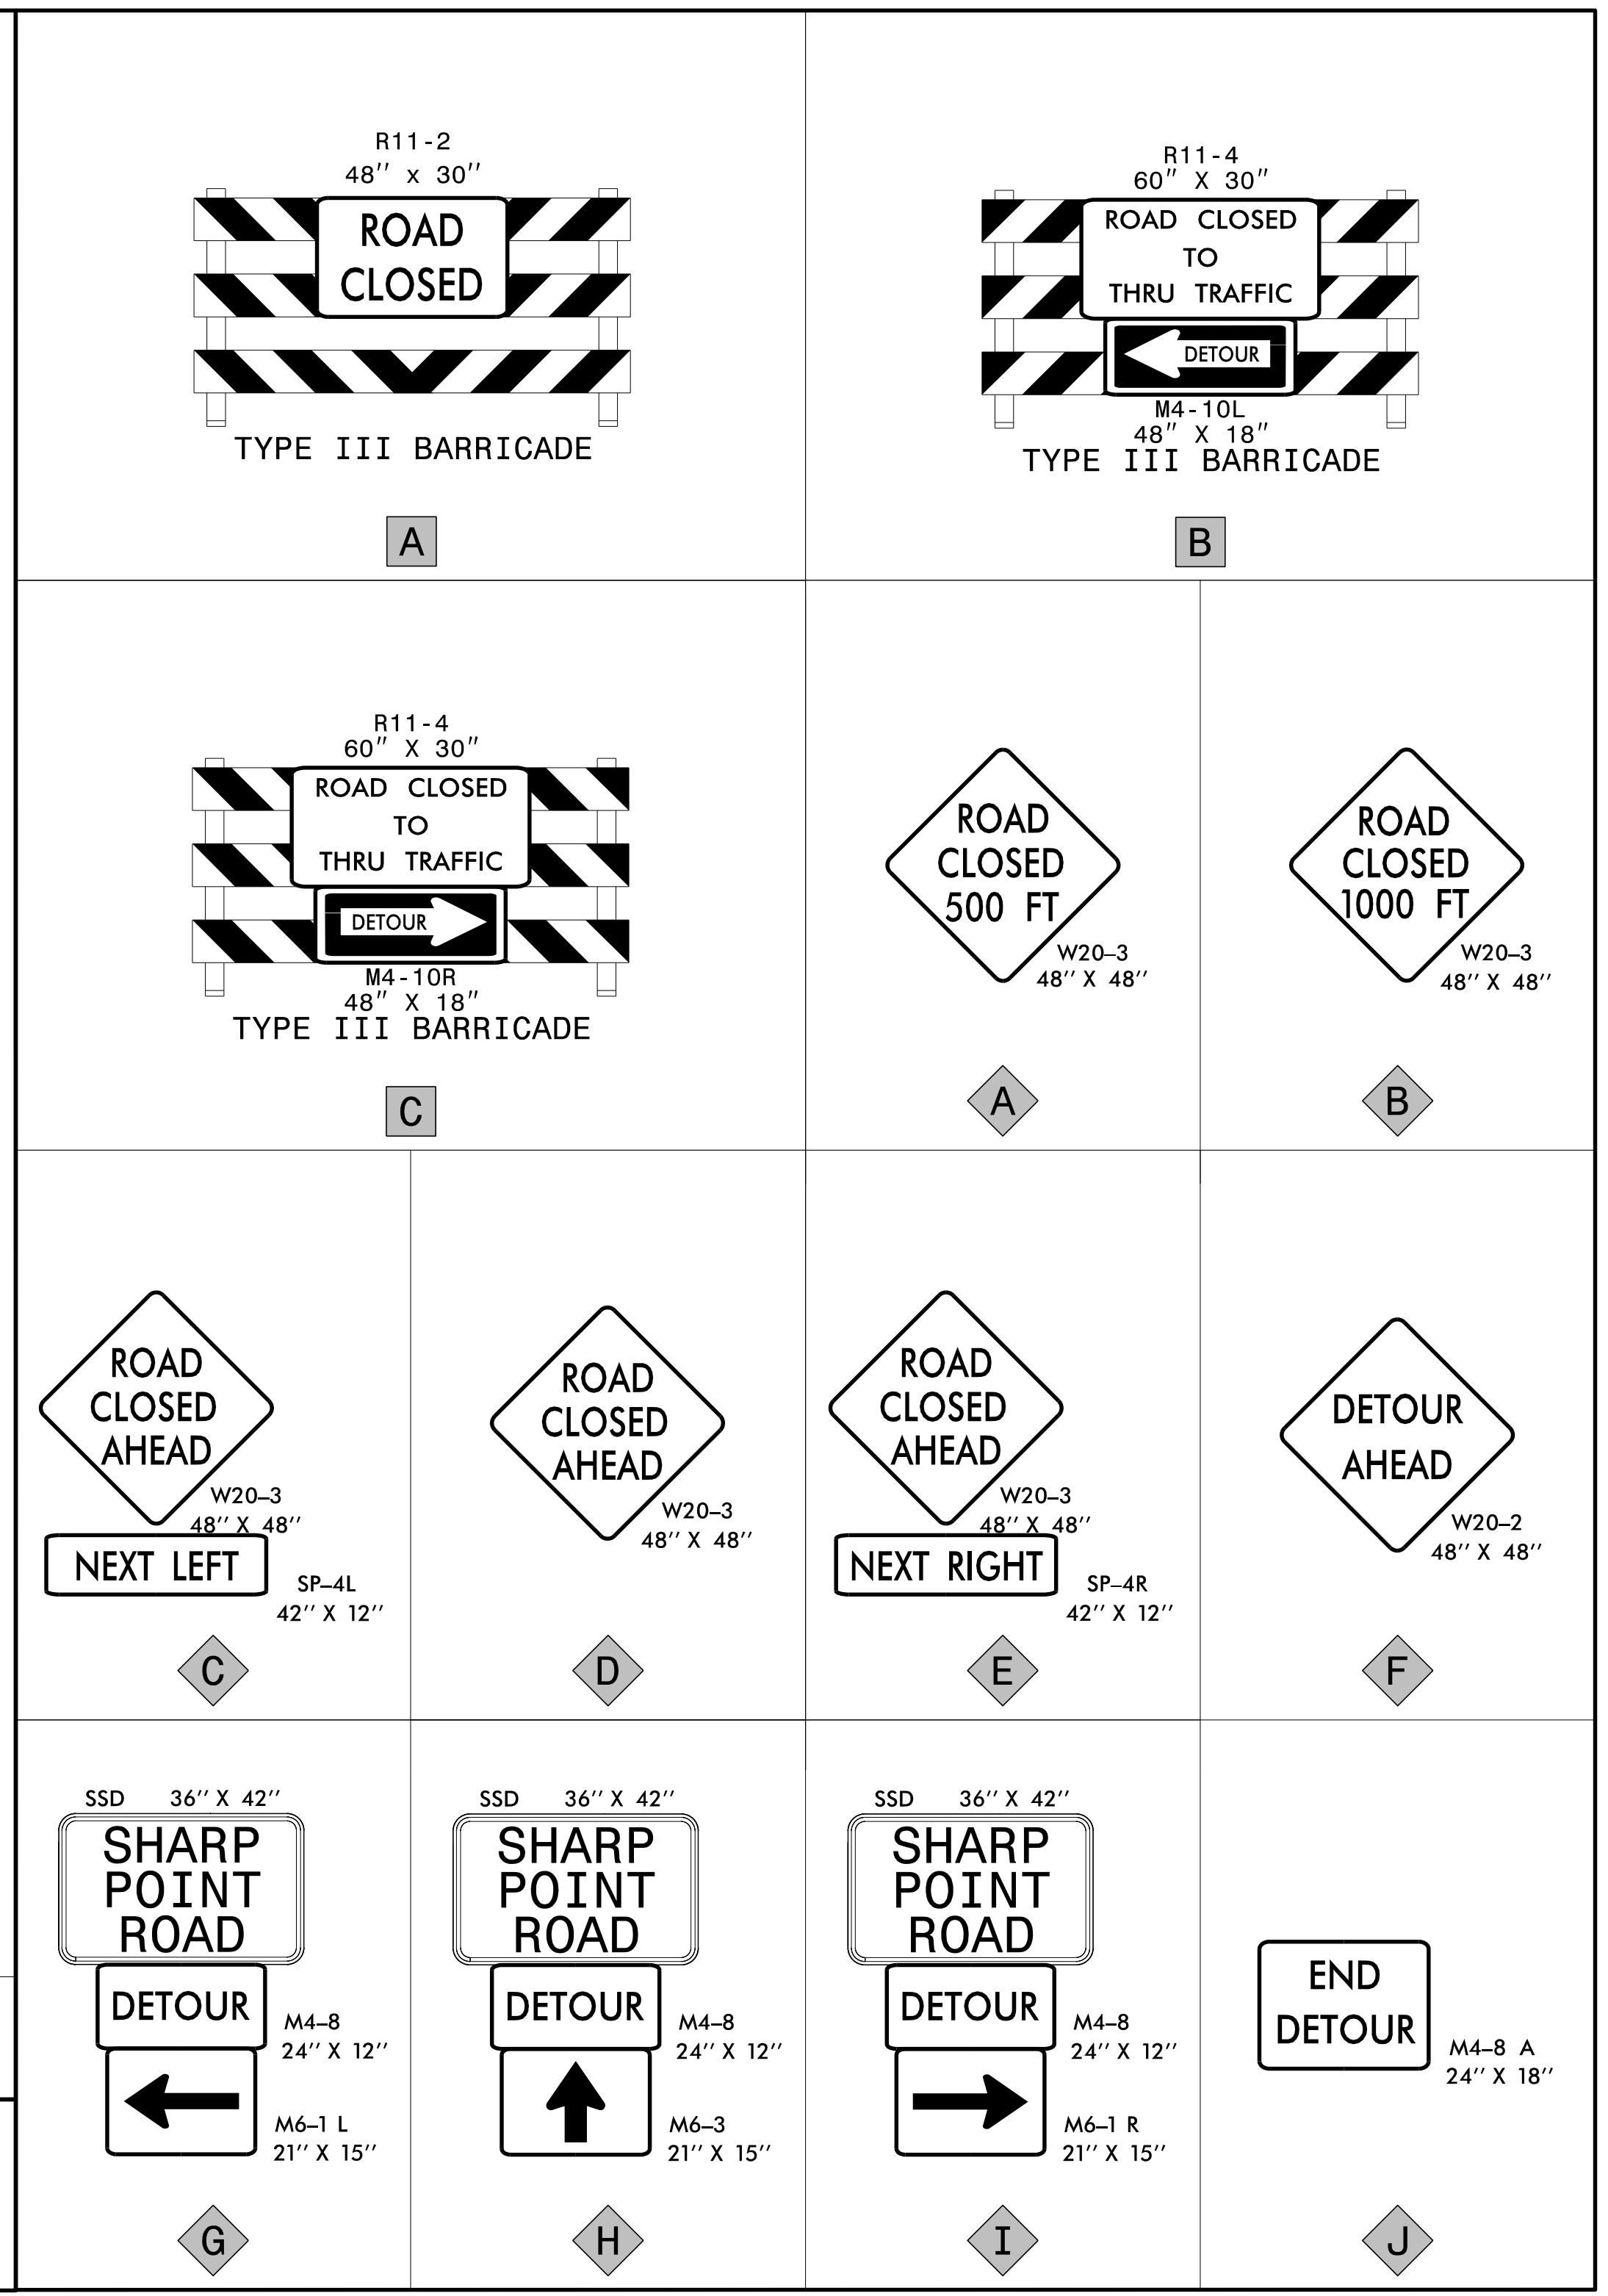 R11-2
48" x 30"
ROAD
CLOSED
TYPE III BARRICADE
A
R11-4
60" X 30"
ROAD CLOSED
TO
THRU TRAFFIC
DETOUR
M4-10L
48" X 18"
TYPE III BARRICADE
B
R11-4
60" X 30"
ROAD CLOSED
TO
THRU TRAFFIC
DETOUR
M4-10R
48" X 18"
TYPE III BARRICADE
C
ROAD
CLOSED
500 FT
W20-3
48" X 48"
A
ROAD
CLOSED
1000 FT
W20-3
48" X 48"
B
ROAD
CLOSED
AHEAD
W20-3
48" X 48"
NEXT LEFT
SP-4L
42" X 12"
C
ROAD
CLOSED
AHEAD
W20-3
48" X 48"
D
ROAD
CLOSED
AHEAD
W20-3
48" X 48"
NEXT RIGHT
SP-4R
42" X 12"
E
DETOUR
AHEAD
W20-2
48" X 48"
F
SSD 36" X 42"
SHARP
POINT
ROAD
DETOUR
M4-8
24" X 12"
M6-1 L
21" X 15"
G
SSD 36" X 42"
SHARP
POINT
ROAD
DETOUR
M4-8
24" X 12"
M6-3
21" X 15"
H
SSD 36" X 42"
SHARP
POINT
ROAD
DETOUR
M4-8
24" X 12"
M6-1 R
21" X 15"
I
END
DETOUR
M4-8 A
24" X 18"
J